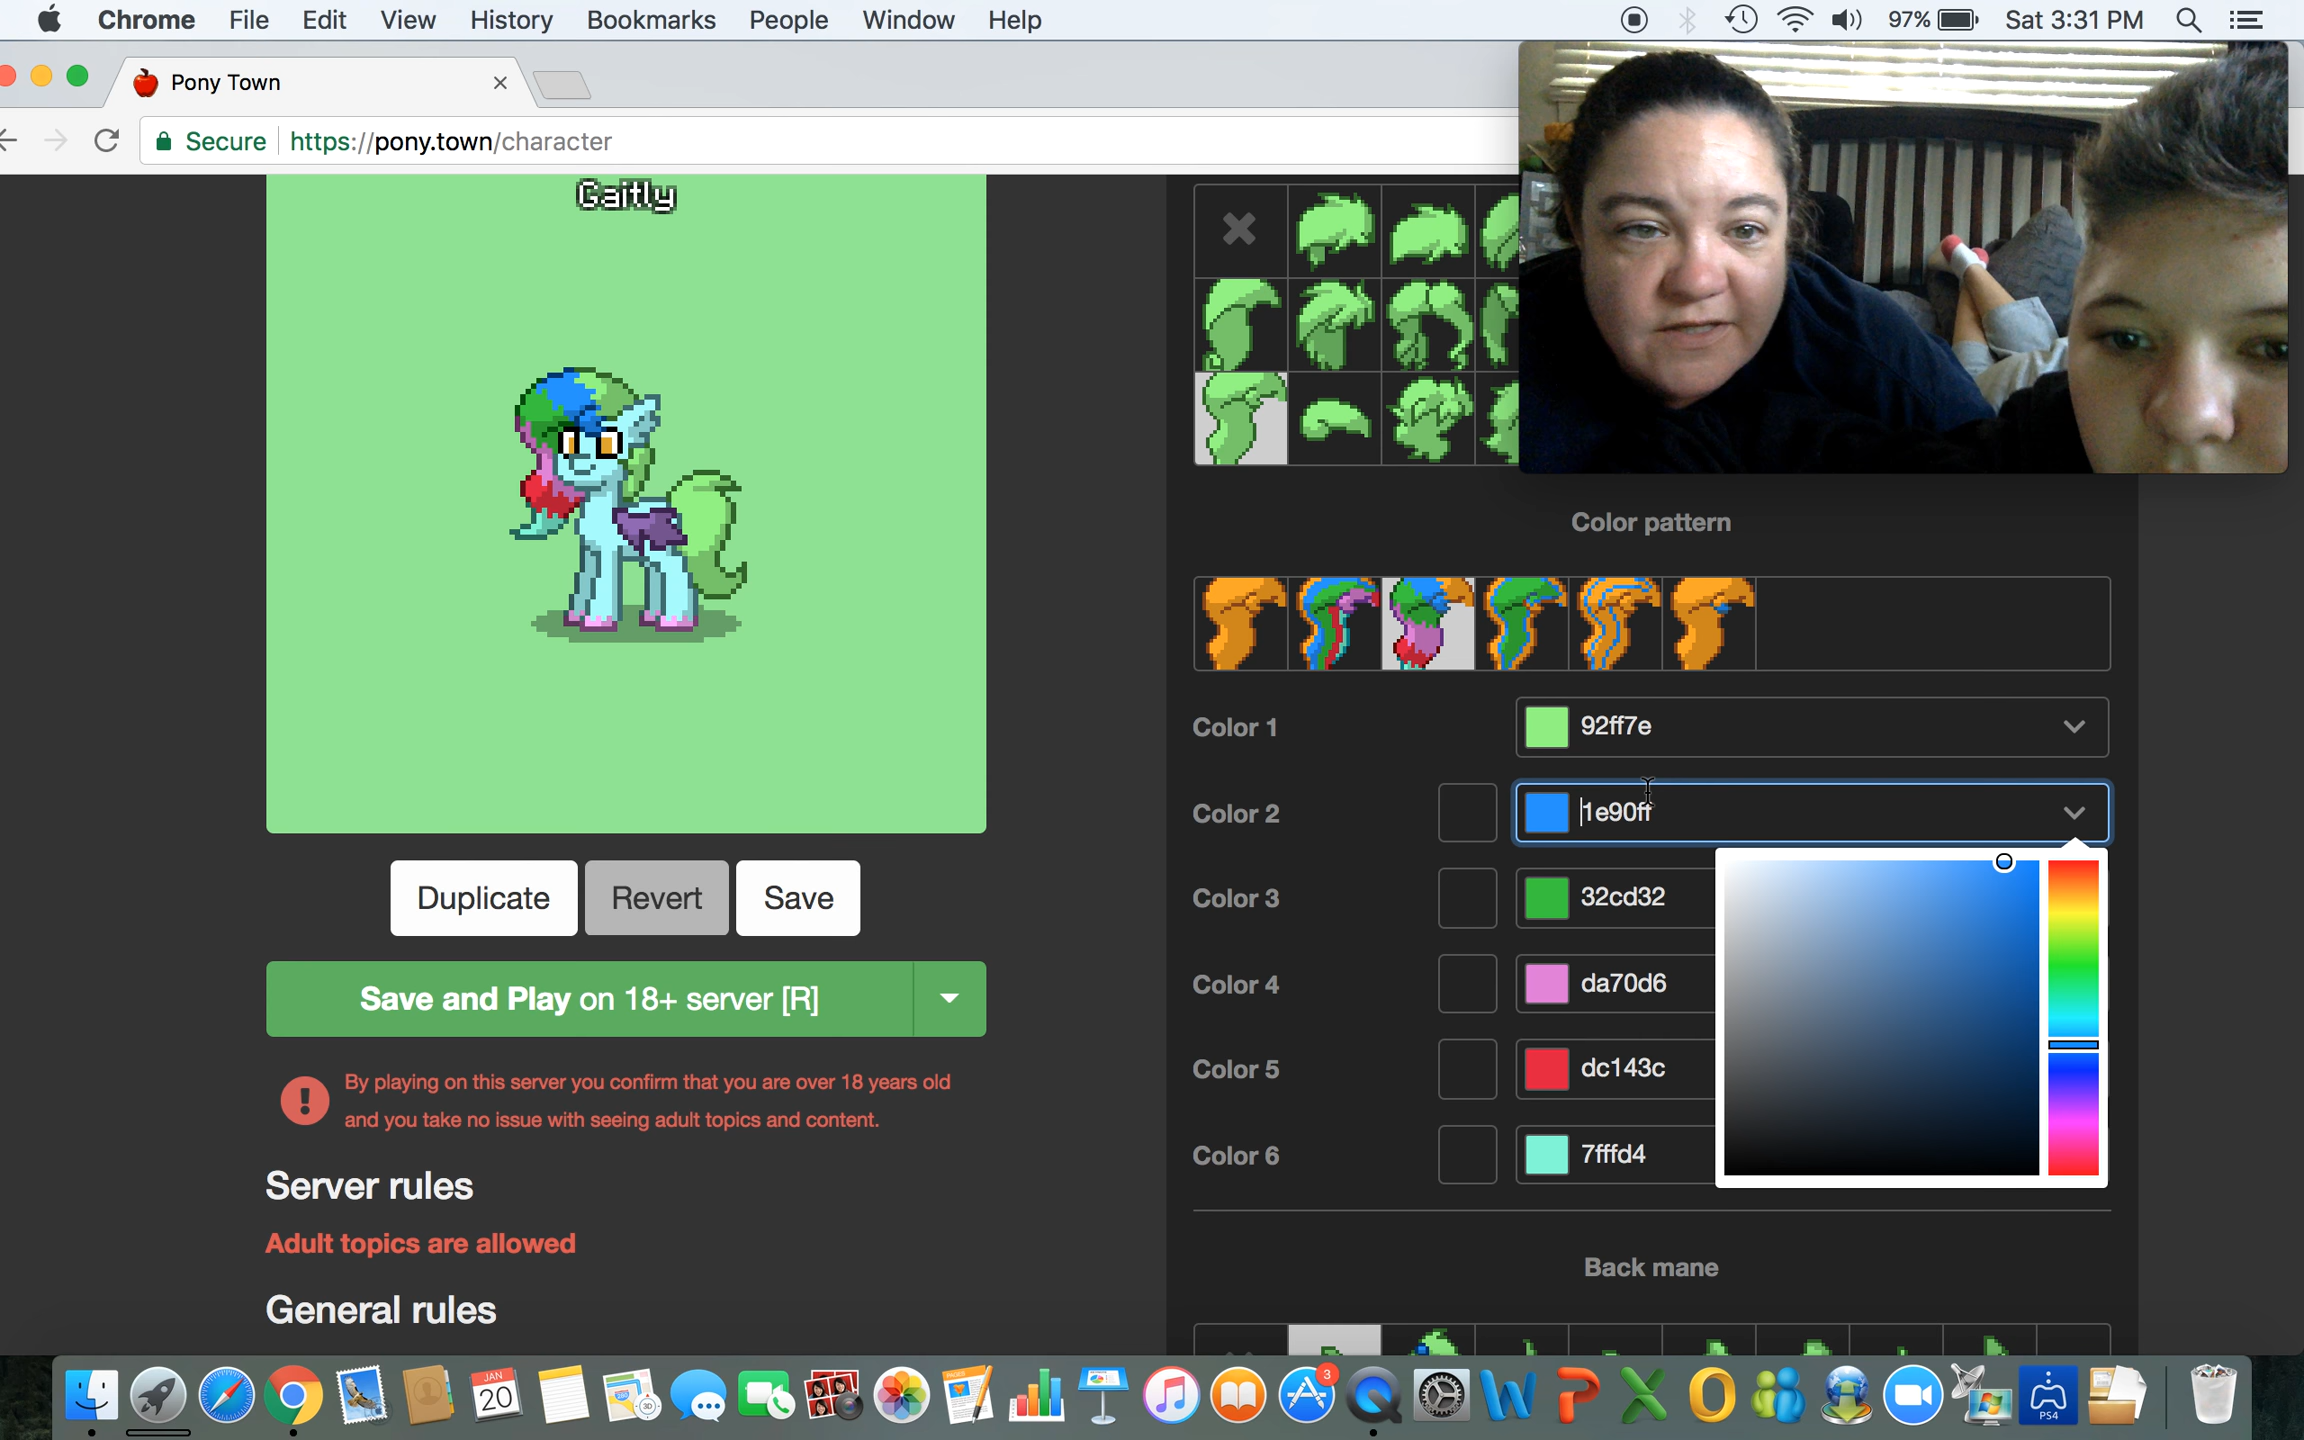 Chrome File Edit View History Bookmarks People Window Help 97% Sat 3:31 PM
Pony Town
Secure https://pony.town/character
Gaitly
Color pattern
Color 1 92ff7e
Color 2 1e90ff
Color 3 32cd32
Color 4 da70d6
Color 5 dc143c
Color 6 7fffd4
Back mane
Duplicate Revert Save
Save and Play on 18+ server [R]
By playing on this server you confirm that you are over 18 years old
and you take no issue with seeing adult topics and content.
Server rules
Adult topics are allowed
General rules
JAN
20
PAGES
3
PS4